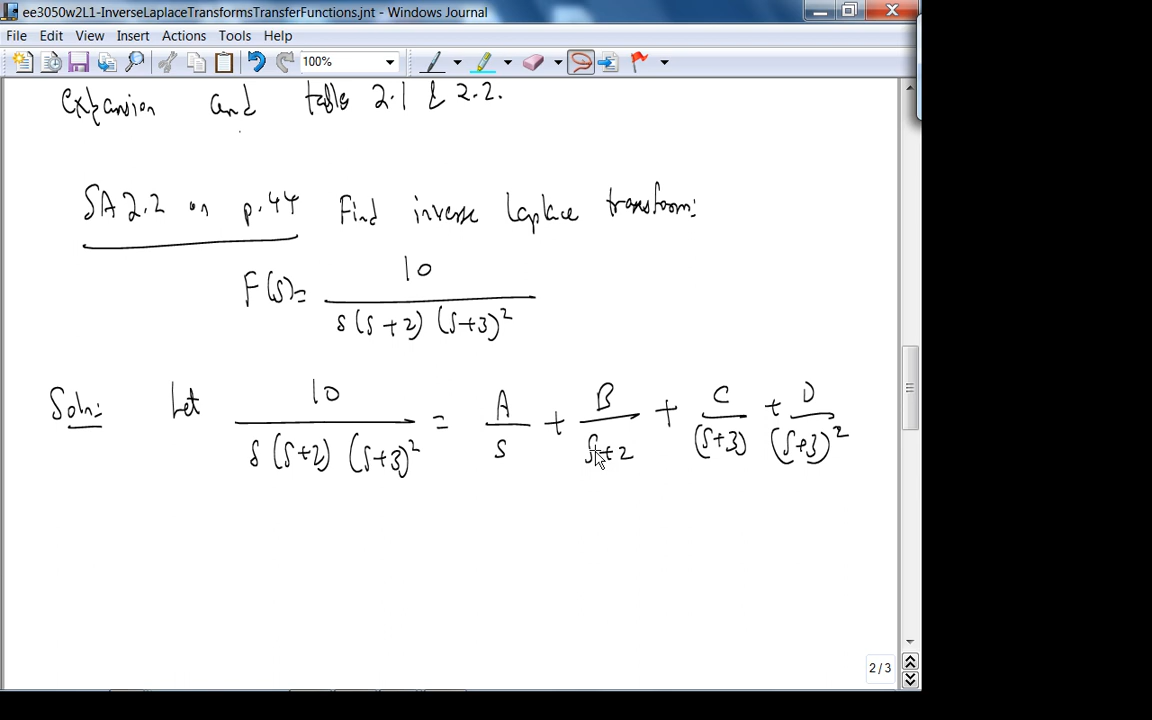 ee3050w2L1-InverseLaplaceTransformsTransferFunctions.jnt - Windows Journal
File Edit View Insert Actions Tools Help
100%
expansion and table 2.1 & 2.2.
SA 2.2 on p.44 Find inverse laplace transform:
F(s)= 10 / s(s+2) (s+3)²
Soln: Let 10 / s(s+2) (s+3)² = A/s + B/s+2 + C/(s+3) + D/(s+3)²
2/3